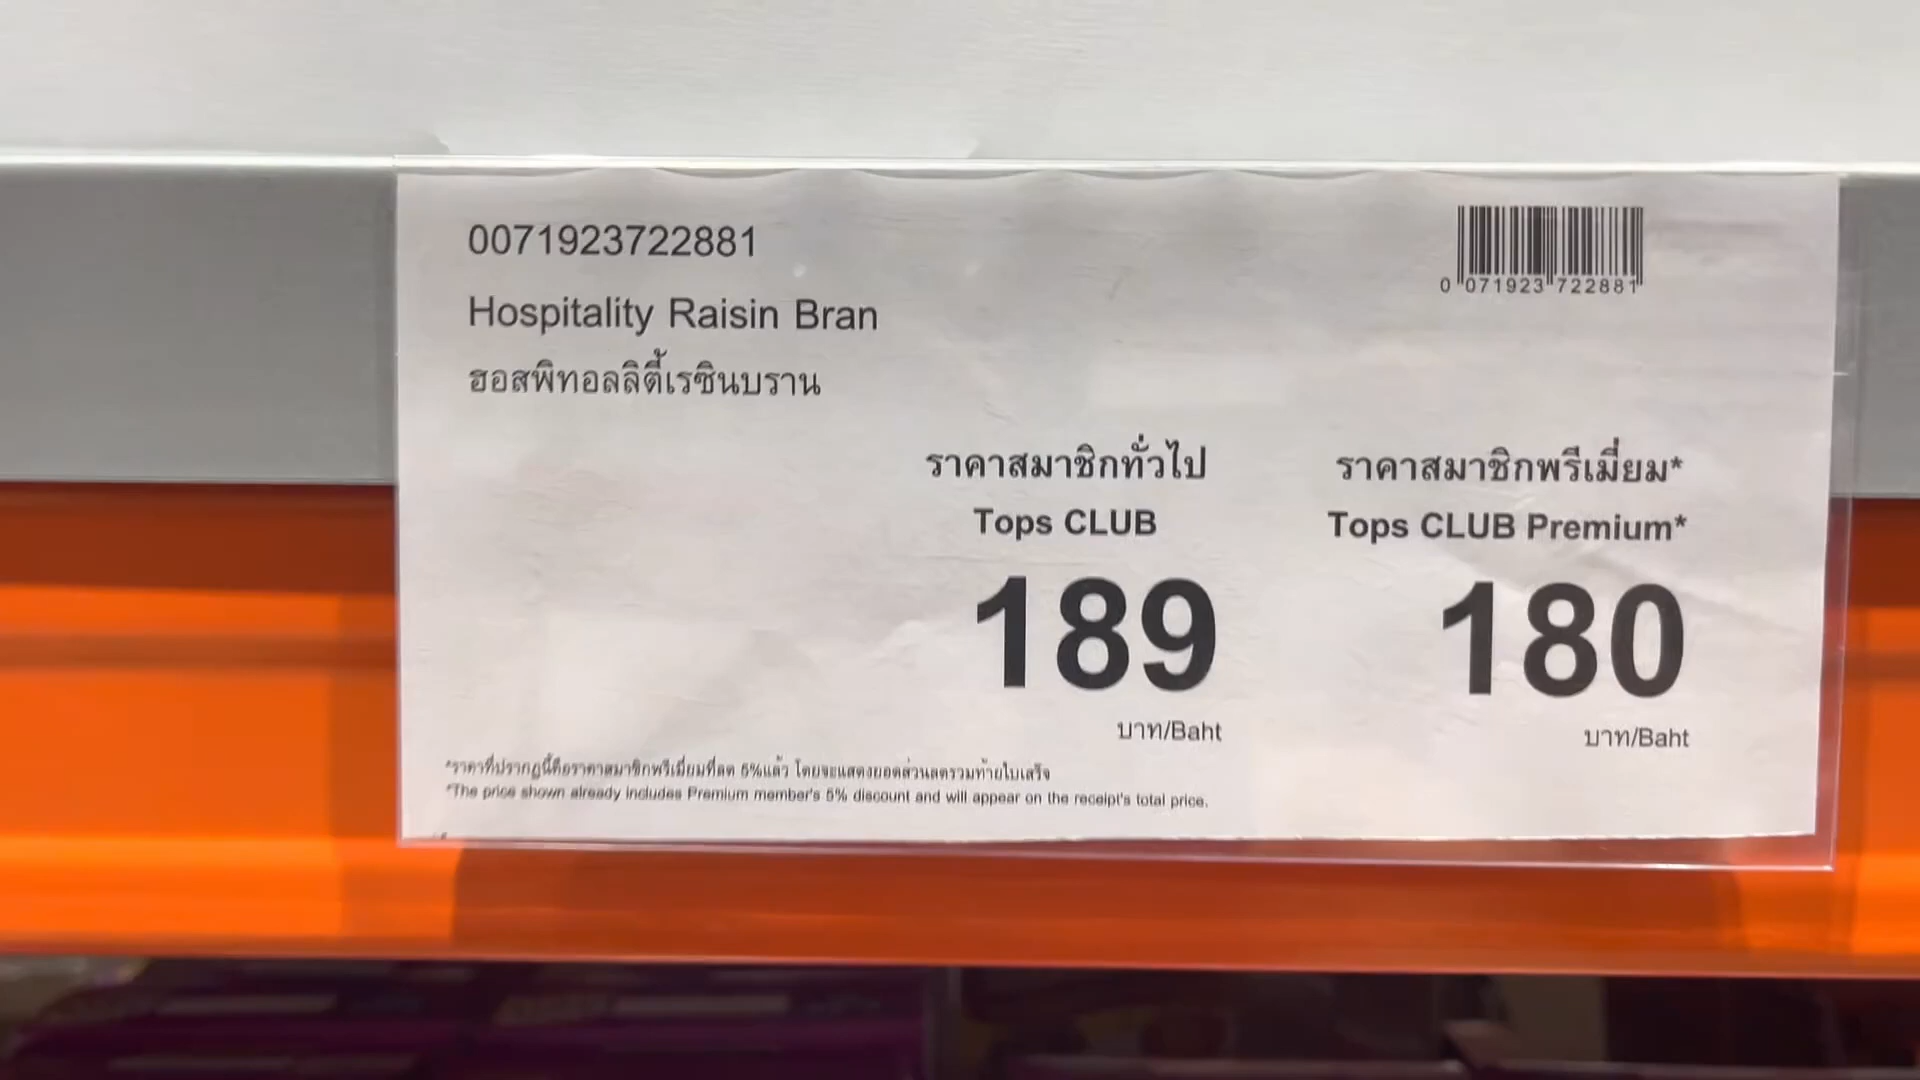 0071923722881
0 071923 722881
Hospitality Raisin Bran
ฮอสพิทอลลิตี้เรซินบราน
ราคาสมาชิกทั่วไป
Tops CLUB
189
บาท/Baht
ราคาสมาชิกพรีเมี่ยม*
Tops CLUB Premium*
180
บาท/Baht
*ราคาที่ปรากฏนี้คือราคาสมาชิกพรีเมี่ยมที่ลด 5%แล้ว โดยจะแสดงยอดส่วนลดรวมท้ายใบเสร็จ
*The price shown already includes Premium member's 5% discount and will appear on the receipt's total price.